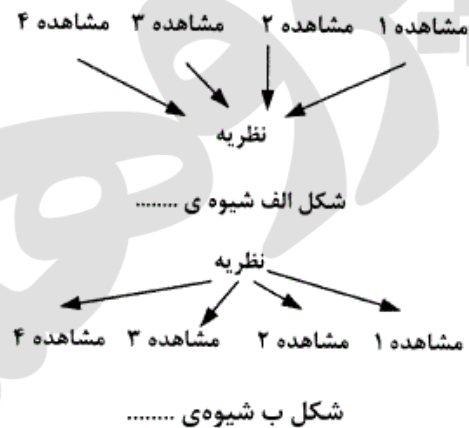 مشاهده ۱ مشاهده ۲ مشاهده ۳ مشاهده ۴
نظریه
شکل الف شیوه ی ........
نظریه
مشاهده ۱ مشاهده ۲ مشاهده ۳ مشاهده ۴
شکل ب شیوه‌ی ........